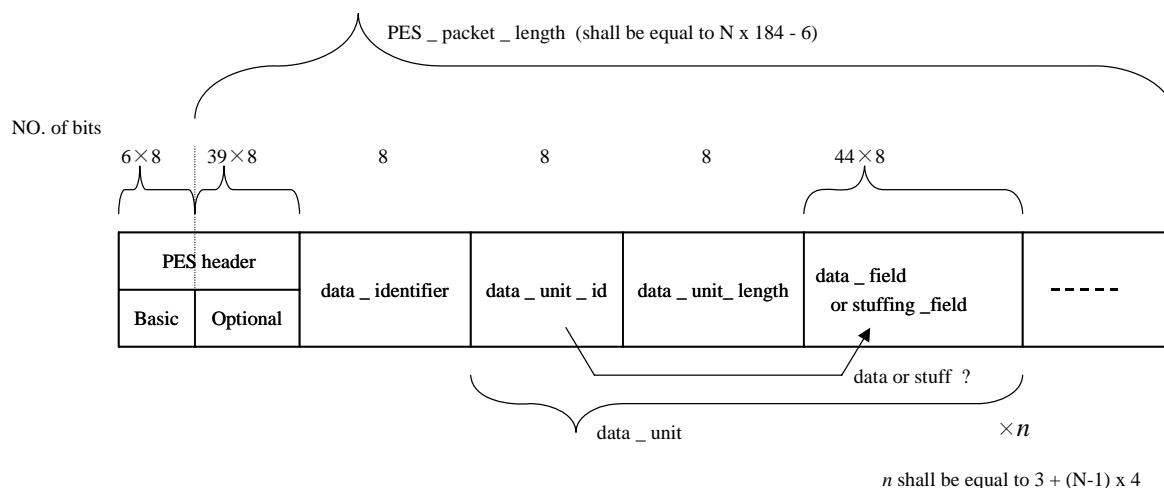 PES _ packet _ length (shall be equal to N x 184 - 6)
NO. of bits
6×8 39×8 8 8 8 44×8
PES header
Basic Optional
data _ identifier
data _ unit _ id
data _ unit_ length
data _ field
or stuffing _field
-----
data or stuff ?
data _ unit
×n
n shall be equal to 3 + (N-1) x 4